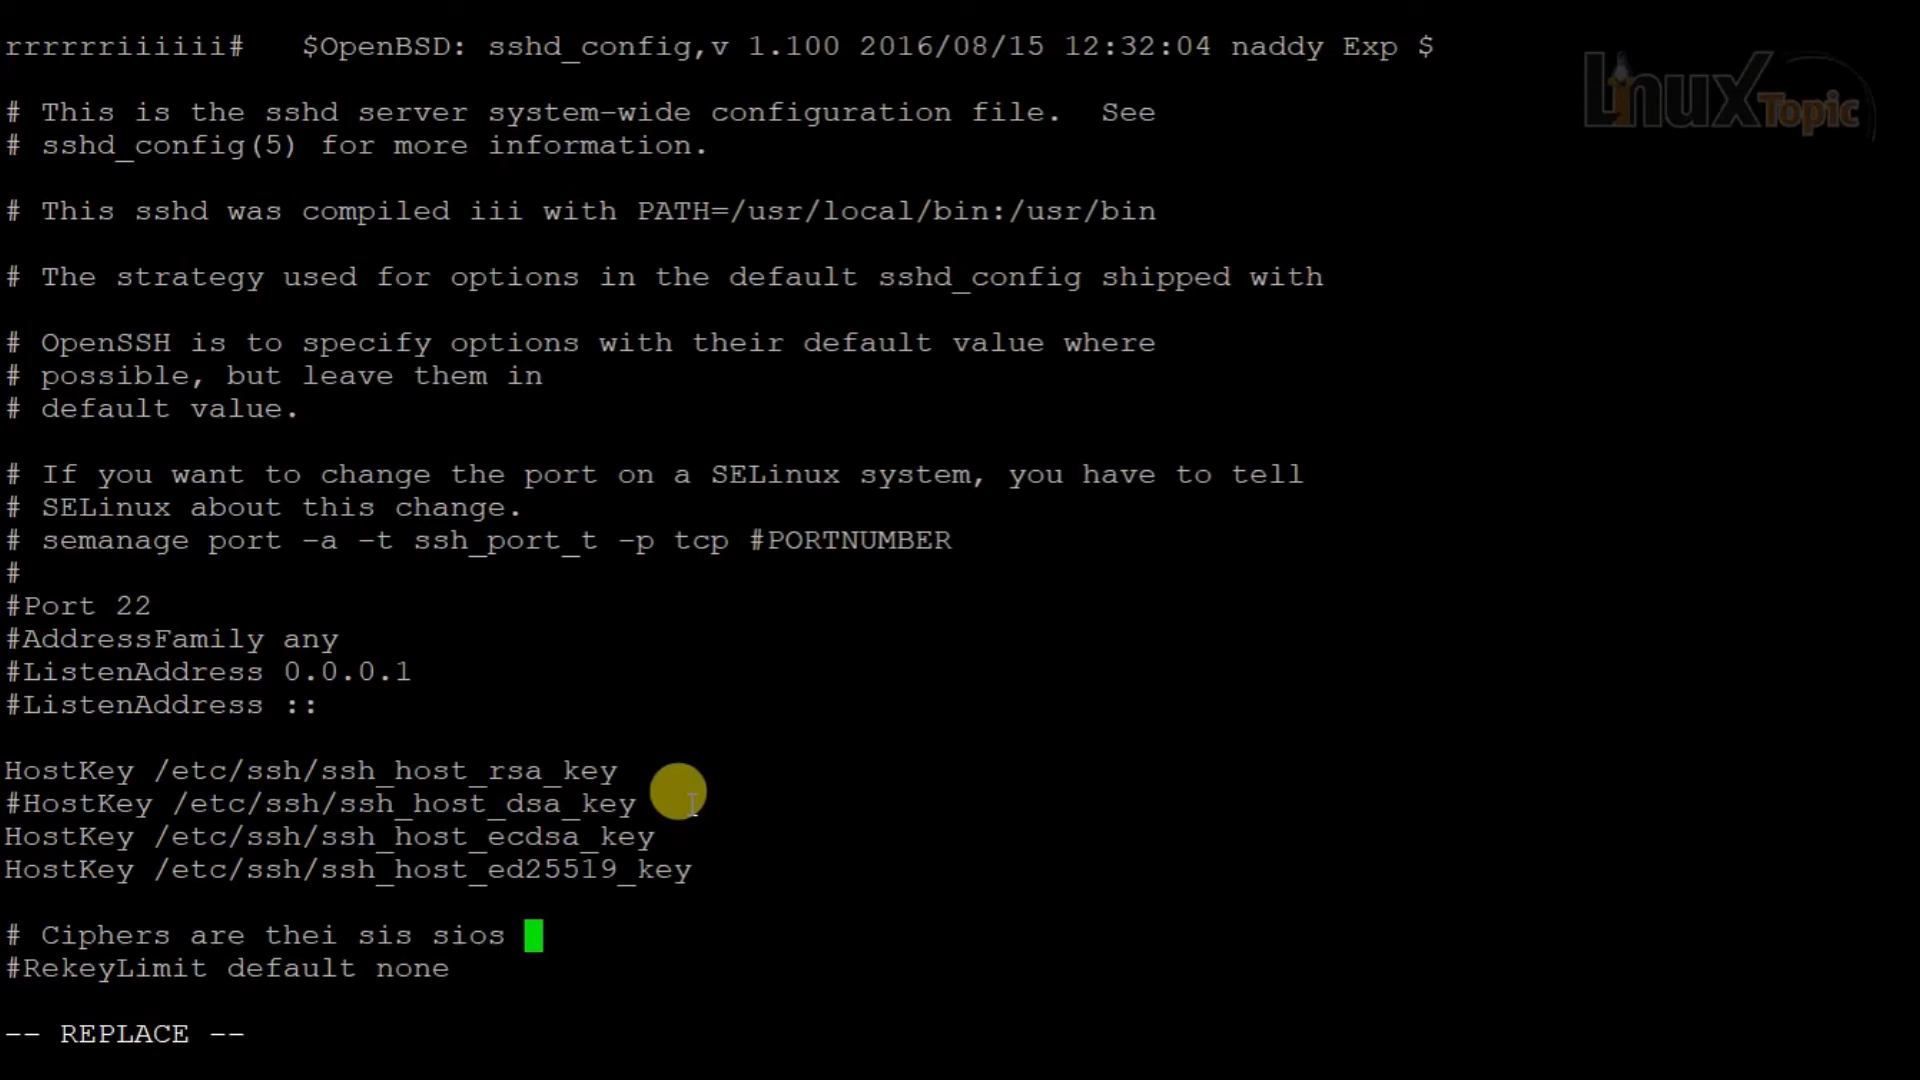 rrrrrriiiiii#   $OpenBSD: sshd_config,v 1.100 2016/08/15 12:32:04 naddy Exp $
LinuX Topic
# This is the sshd server system-wide configuration file.  See
# sshd_config(5) for more information.
# This sshd was compiled iii with PATH=/usr/local/bin:/usr/bin
# The strategy used for options in the default sshd_config shipped with
# OpenSSH is to specify options with their default value where
# possible, but leave them in
# default value.
# If you want to change the port on a SELinux system, you have to tell
# SELinux about this change.
# semanage port -a -t ssh_port_t -p tcp #PORTNUMBER
#
#Port 22
#AddressFamily any
#ListenAddress 0.0.0.1
#ListenAddress ::
HostKey /etc/ssh/ssh_host_rsa_key
#HostKey /etc/ssh/ssh_host_dsa_key
HostKey /etc/ssh/ssh_host_ecdsa_key
HostKey /etc/ssh/ssh_host_ed25519_key
# Ciphers are thei sis sios
#RekeyLimit default none
-- REPLACE --